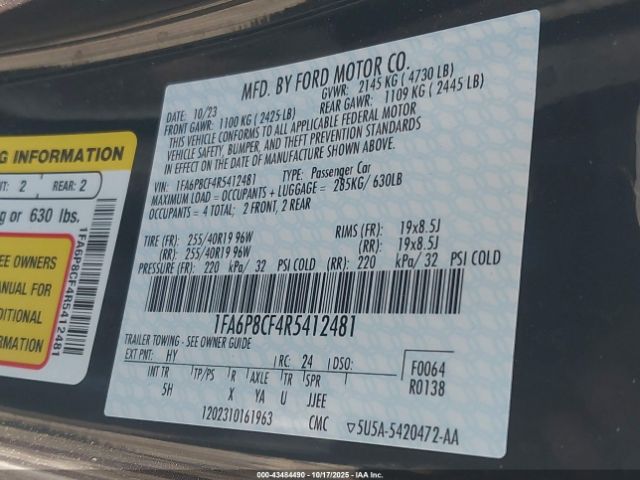 MFD. BY FORD MOTOR CO.
DATE: 10/23 GVWR: 2145 KG ( 4730 LB)
FRONT GAWR: 1100 KG ( 2425 LB) REAR GAWR: 1109 KG ( 2445 LB)
THIS VEHICLE CONFORMS TO ALL APPLICABLE FEDERAL MOTOR
VEHICLE SAFETY, BUMPER, AND THEFT PREVENTION STANDARDS
IN EFFECT ON THE DATE OF MANUFACTURE SHOWN ABOVE.
VIN: 1FA6P8CF4R5412481 TYPE: Passenger Car
MAXIMUM LOAD = OCCUPANTS + LUGGAGE = 285KG/ 630LB
OCCUPANTS = 4 TOTAL; 2 FRONT, 2 REAR
TIRE (FR): 255/40R19 96W RIMS (FR): 19x8.5J
(RR): 255/40R19 96W (RR): 19x8.5J
PRESSURE (FR): 220 kPa/ 32 PSI COLD (RR): 220 kPa/ 32 PSI COLD
1FA6P8CF4R5412481
TRAILER TOWING - SEE OWNER GUIDE
EXT PNT: HY RC: 24 DSO: F0064
INT TR TP/PS R AXLE TR SPR R0138
5H X YA U JJEE
1202310161963 CMC ▽5U5A-5420472-AA
NG INFORMATION
NT: 2 REAR: 2
g or 630 lbs.
EE OWNERS
ANUAL FOR
DITIONAL
ORMATION
1FA6P8CF4R5412481
000-43484490 - 10/17/2025 - IAA Inc.